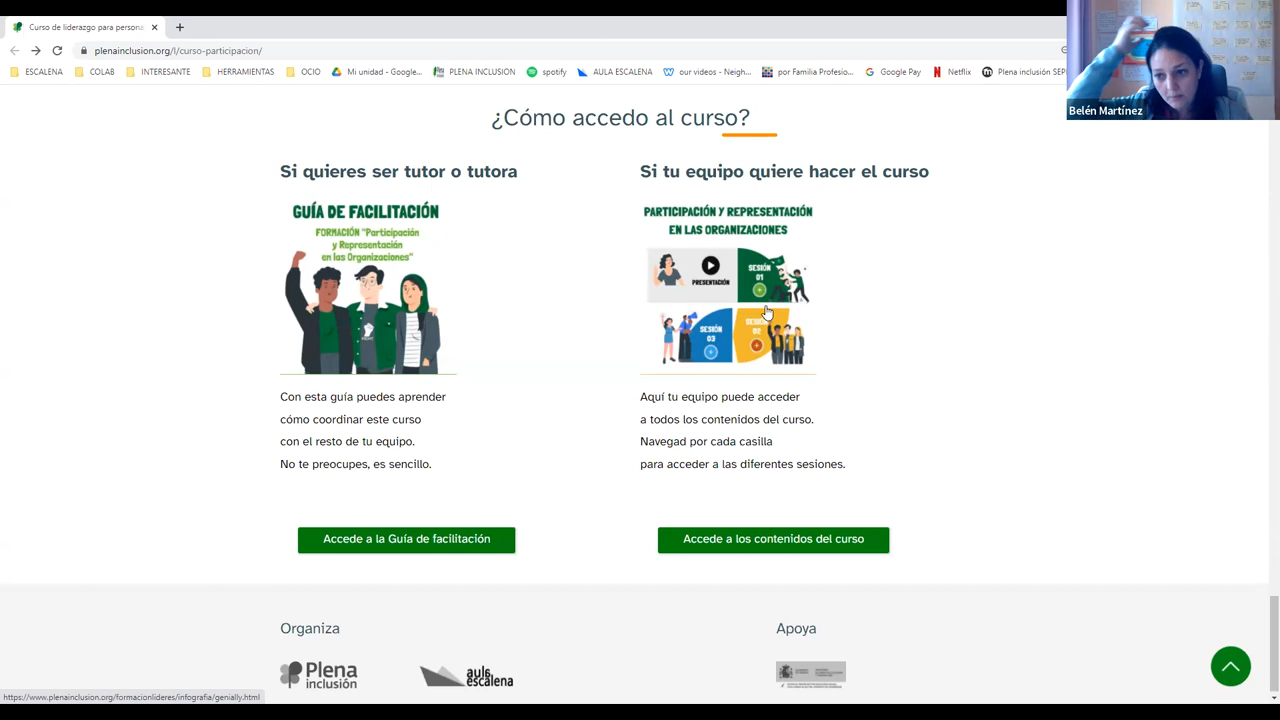 Curso de liderazgo para persona
plenainclusion.org/l/curso-participacion/
ESCALENA
COLAB
INTERESANTE
HERRAMIENTAS
OCIO
Mi unidad - Google...
PLENA INCLUSION
spotify
AULA ESCALENA
our videos - Neigh...
por Familia Profesio...
Google Pay
Netflix
Plena inclusión SEPI
Belén Martínez
¿Cómo accedo al curso?
Si quieres ser tutor o tutora
GUÍA DE FACILITACIÓN
FORMACIÓN "Participación
y Representación
en las Organizaciones"
Con esta guía puedes aprender
cómo coordinar este curso
con el resto de tu equipo.
No te preocupes, es sencillo.
Accede a la Guía de facilitación
Si tu equipo quiere hacer el curso
PARTICIPACIÓN Y REPRESENTACIÓN
EN LAS ORGANIZACIONES
PRESENTACIÓN
SESIÓN
01
SESIÓN
03
02
Aquí tu equipo puede acceder
a todos los contenidos del curso.
Navegad por cada casilla
para acceder a las diferentes sesiones.
Accede a los contenidos del curso
Organiza
Plena
inclusión
aula
escalena
Apoya
https://www.plenainclusion.org/formacionlideres/infografia/genially.html